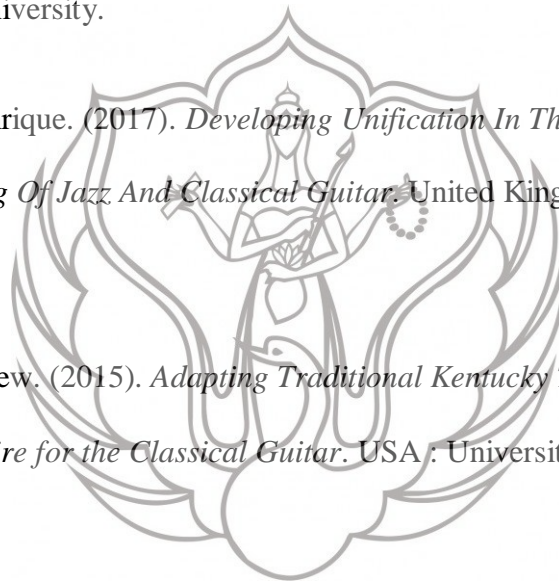 niversity.
rique. (2017). Developing Unification In Th
g Of Jazz And Classical Guitar. United King
ew. (2015). Adapting Traditional Kentucky
ire for the Classical Guitar. USA : Universit